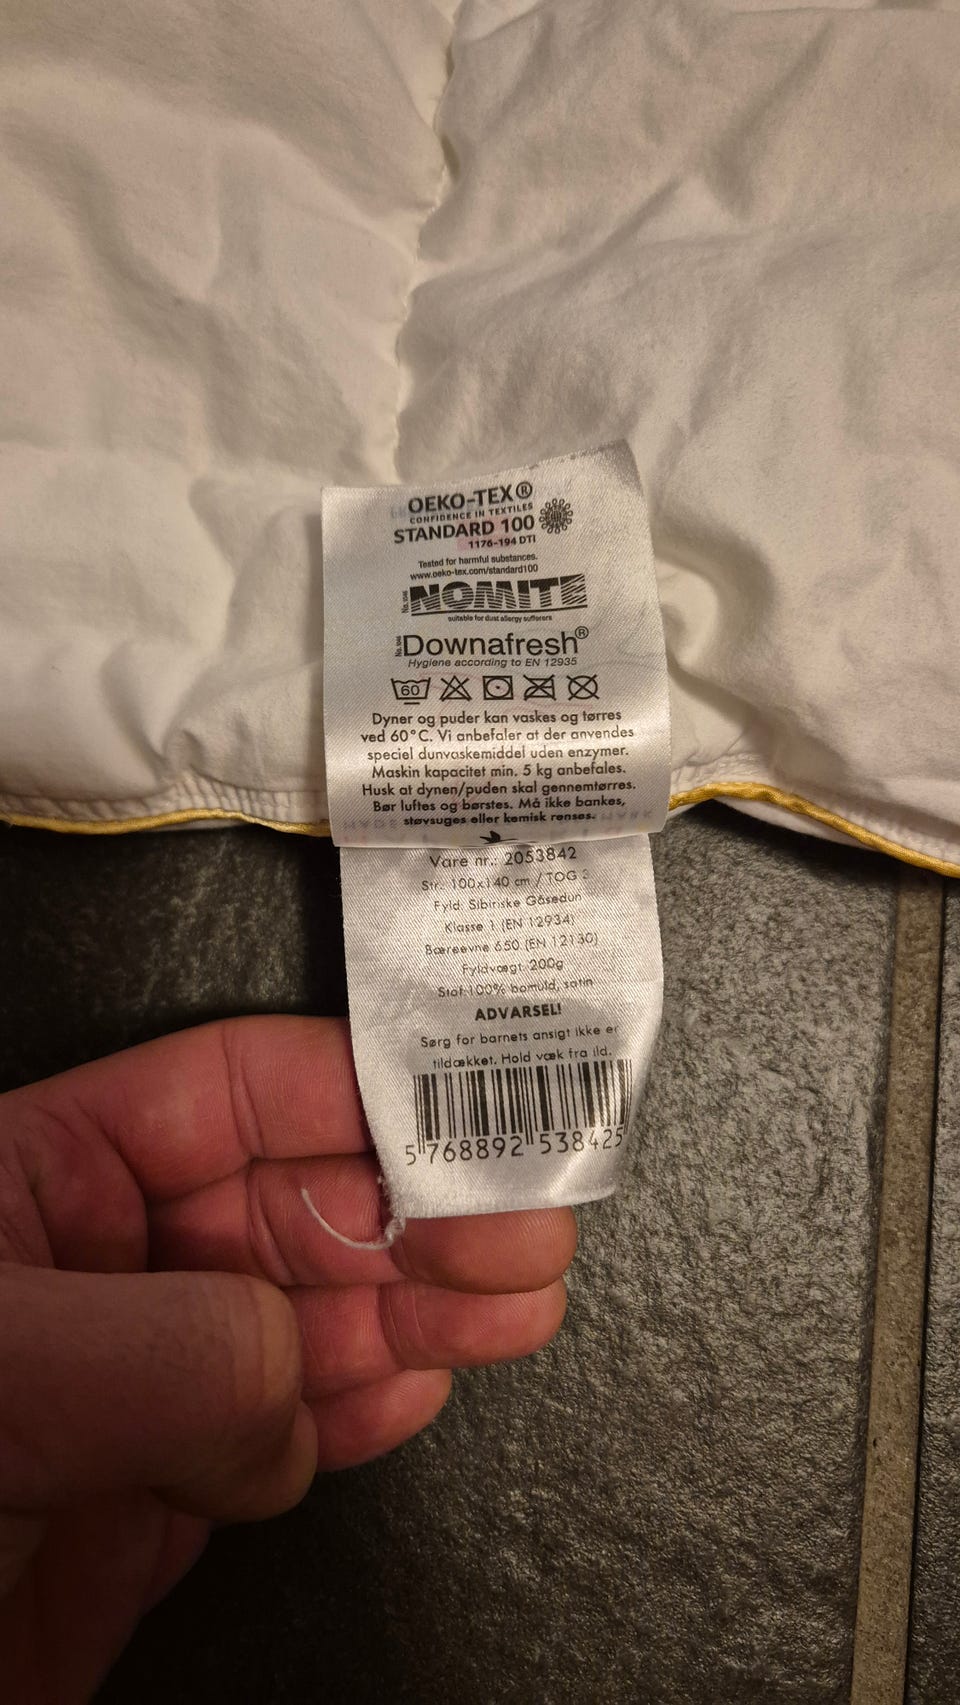 OEKO-TEX®
CONFIDENCE IN TEXTILES
STANDARD 100
1176-194 DTI
Tested for harmful substances.
www.oeko-tex.com/standard100
NOMITE
suitable for dust allergy sufferers
Downafresh®
Hygiene according to EN 12935
60
Dyner og puder kan vaskes og tørres
ved 60°C. Vi anbefaler at der anvendes
speciel dunvaskemiddel uden enzymer.
Maskin kapacitet min. 5 kg anbefales.
Husk at dynen/puden skal gennemtørres.
Bør luftes og børstes. Må ikke bankes,
støvsuges eller kemisk renses.
Vare nr.: 2053842
Str. 100x140 cm / TOG
Fyld. Sibiriske Gåsedun
Klasse 1 (EN 12934)
Bæreevne 650 (EN 12130)
Fyldvægt 200g
Stof 100% bomuld, satin
ADVARSEL!
Sørg for barnets ansigt ikke er
tildækket. Hold væk fra ild.
5 768892 538425